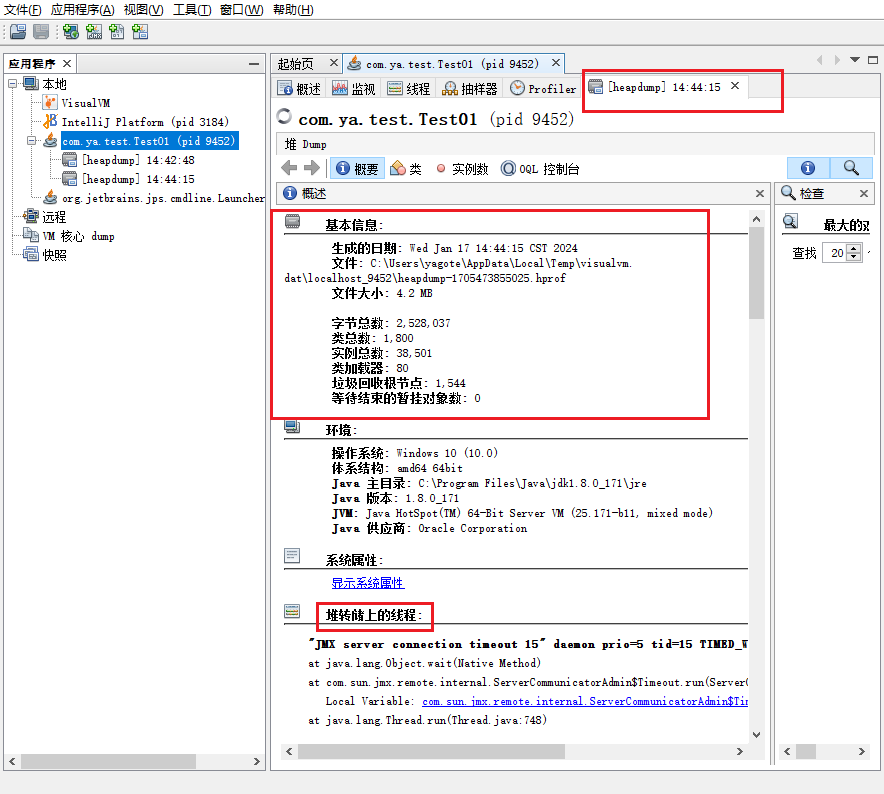 文件(F) 应用程序(A) 视图(V) 工具(T) 窗口(W) 帮助(H)
应用程序
本地
VisualVM
IntelliJ Platform (pid 3184)
com.ya.test.Test01 (pid 9452)
[heapdump] 14:42:48
[heapdump] 14:44:15
org.jetbrains.jps.cmdline.Launcher
远程
VM 核心 dump
快照
起始页 com.ya.test.Test01 (pid 9452)
概述 监视 线程 抽样器 Profiler [heapdump] 14:44:15
com.ya.test.Test01 (pid 9452)
堆 Dump
概要 类 实例数 OQL 控制台
概述
基本信息:
生成的日期: Wed Jan 17 14:44:15 CST 2024
文件: C:\Users\yagote\AppData\Local\Temp\visualvm.
dat\localhost_9452\heapdump-1705473855025.hprof
文件大小: 4.2 MB
字节总数: 2,528,037
类总数: 1,800
实例总数: 38,501
类加载器: 80
垃圾回收根节点: 1,544
等待结束的暂挂对象数: 0
环境:
操作系统: Windows 10 (10.0)
体系结构: amd64 64bit
Java 主目录: C:\Program Files\Java\jdk1.8.0_171\jre
Java 版本: 1.8.0_171
JVM: Java HotSpot(TM) 64-Bit Server VM (25.171-b11, mixed mode)
Java 供应商: Oracle Corporation
系统属性:
显示系统属性
堆转储上的线程:
"JMX server connection timeout 15" daemon prio=5 tid=15 TIMED_W
at java.lang.Object.wait(Native Method)
at com.sun.jmx.remote.internal.ServerCommunicatorAdmin$Timeout.run(Server
Local Variable: com.sun.jmx.remote.internal.ServerCommunicatorAdmin$Tim
at java.lang.Thread.run(Thread.java:748)
检查
最大的
查找 20